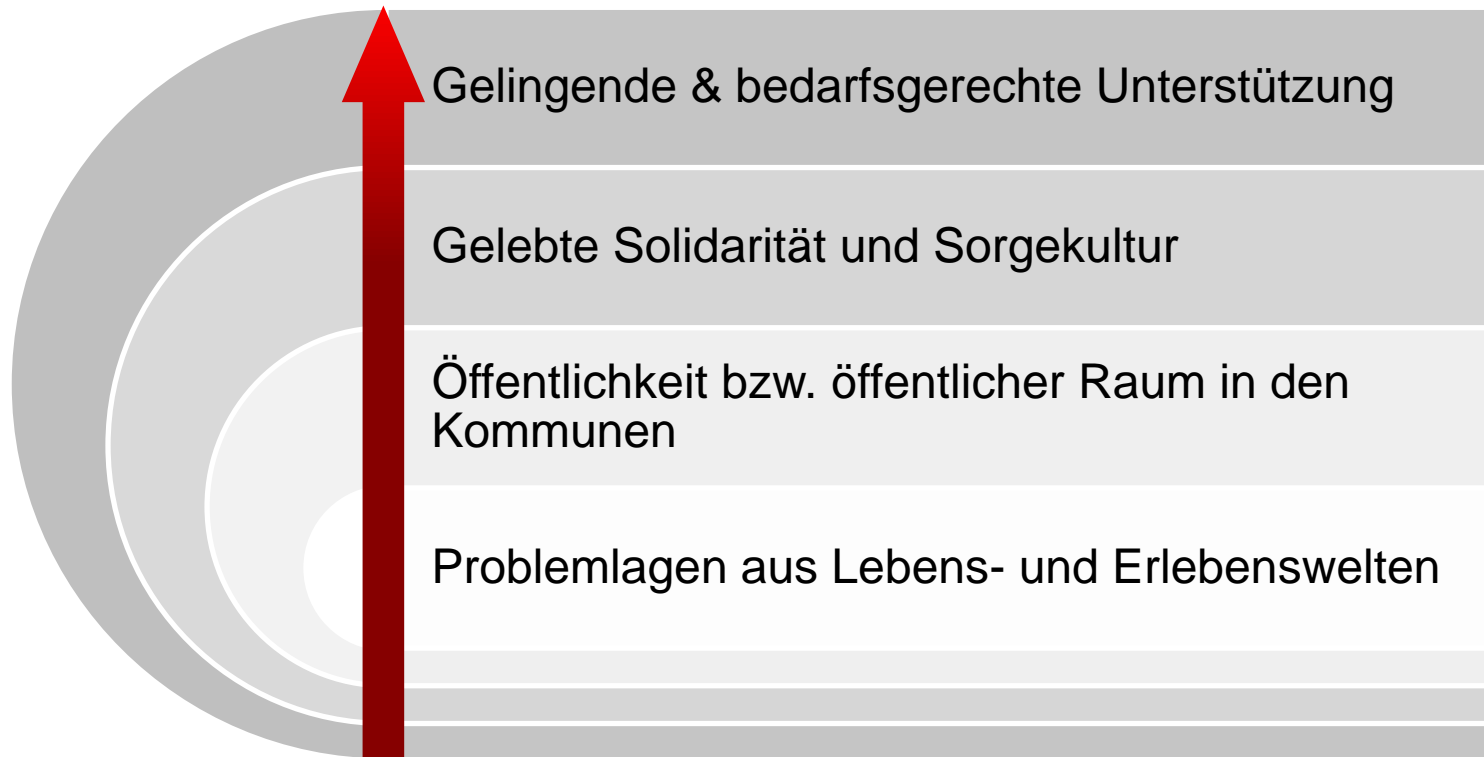 Gelingende & bedarfsgerechte Unterstützung
Gelebte Solidarität und Sorgekultur
Öffentlichkeit bzw. öffentlicher Raum in den
Kommunen
Problemlagen aus Lebens- und Erlebenswelten